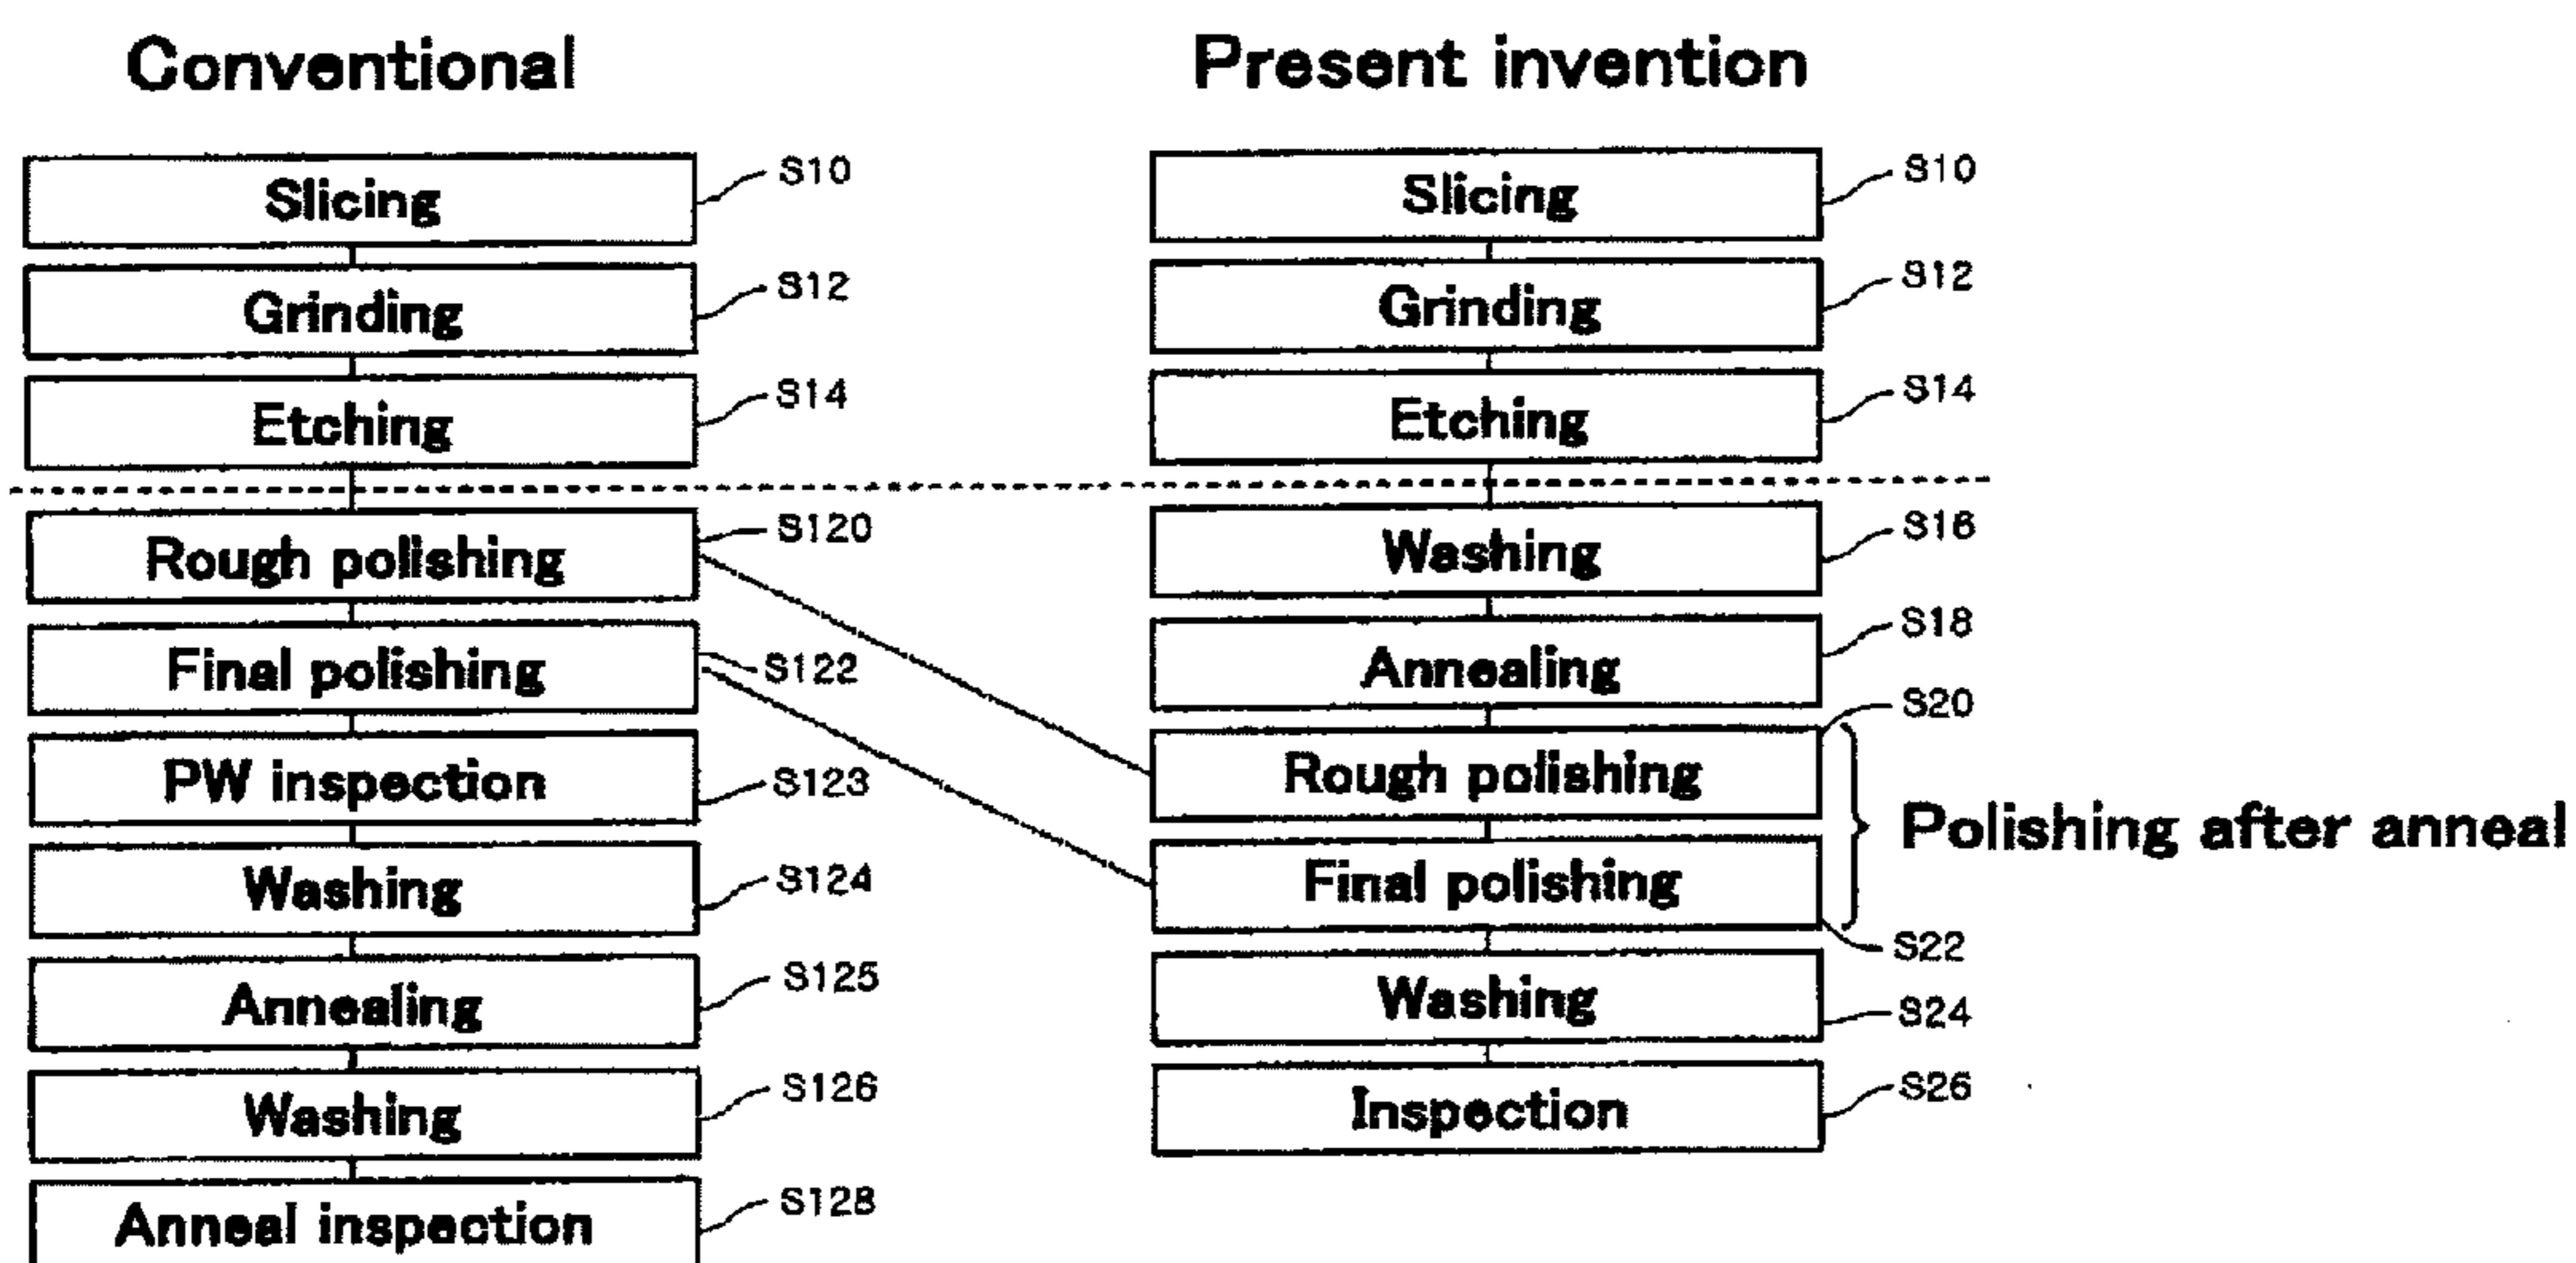 Conventional
Slicing S10
Grinding S12
Etching S14
Rough polishing S120
Final polishing S122
PW inspection S123
Washing S124
Annealing S125
Washing S126
Anneal inspection S128
Present invention
Slicing S10
Grinding S12
Etching S14
Washing S16
Annealing S18
Rough polishing S20
Final polishing S22
Polishing after anneal
Washing S24
Inspection S26